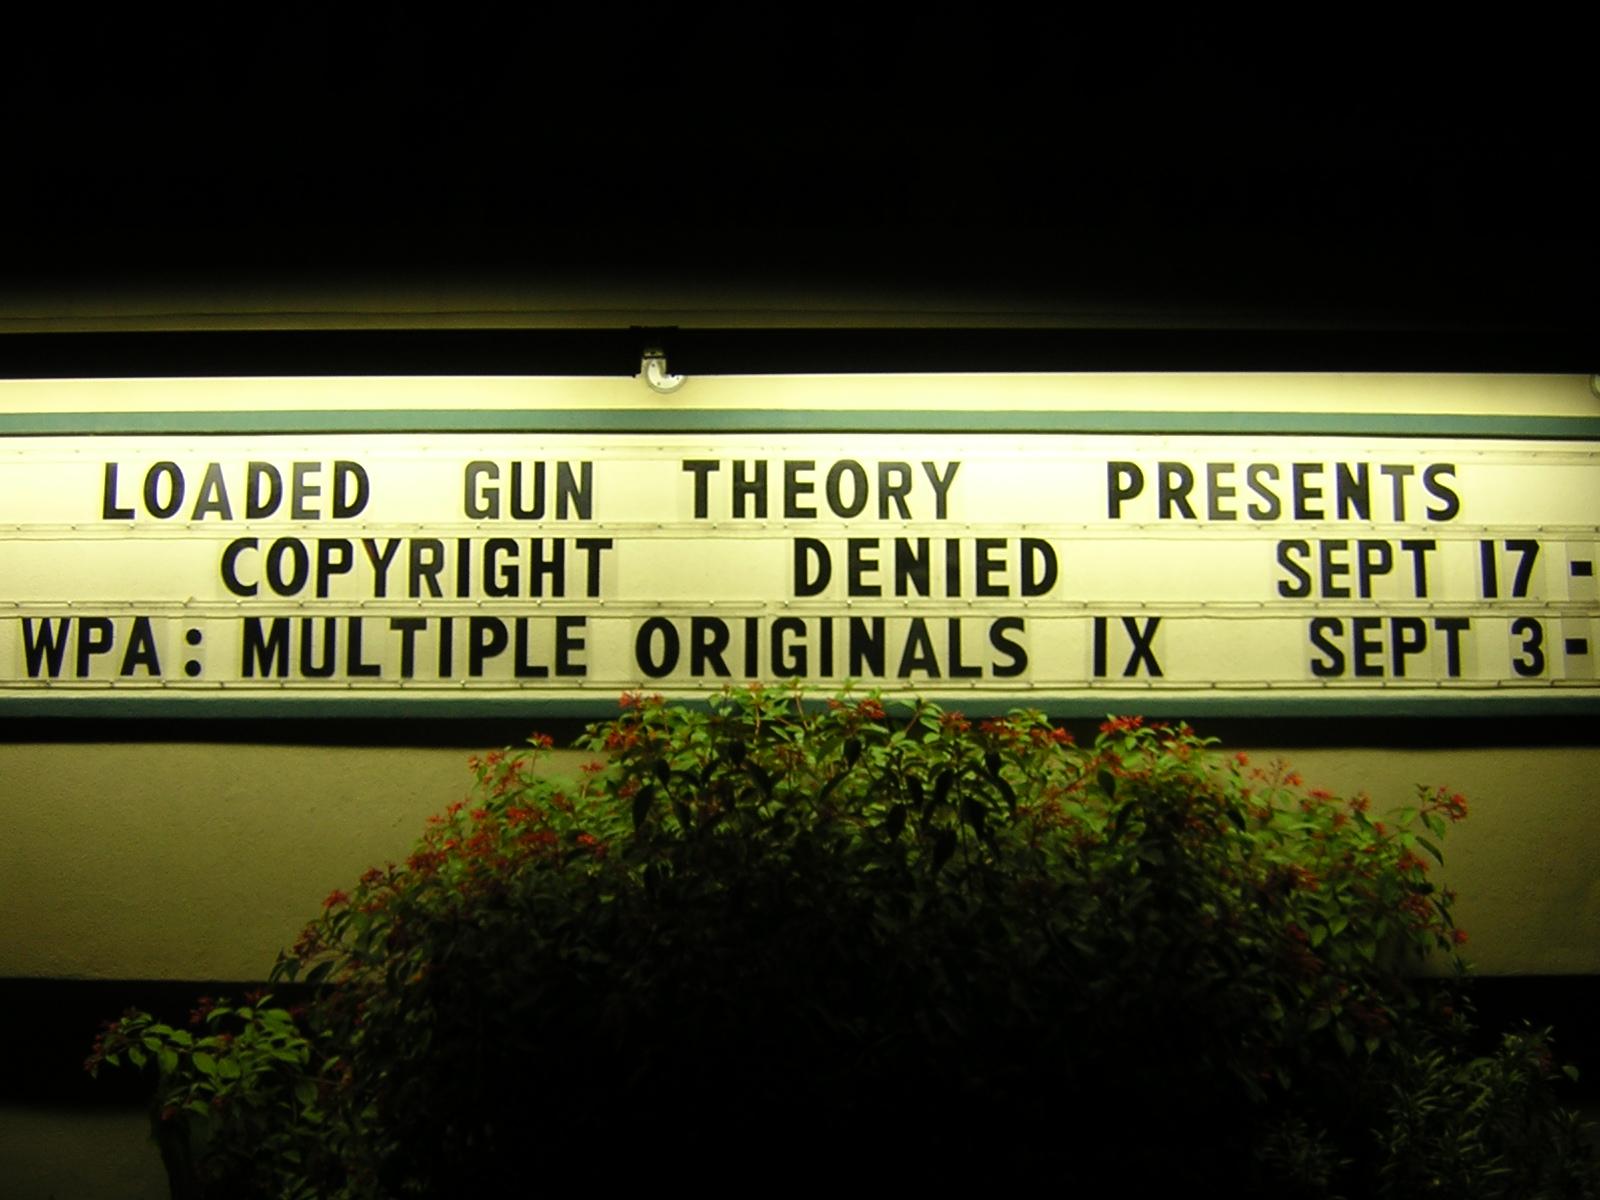 LOADED GUN THEORY PRESENTS
COPYRIGHT DENIED SEPT 17-
WPA: MULTIPLE ORIGINALS IX SEPT 3-